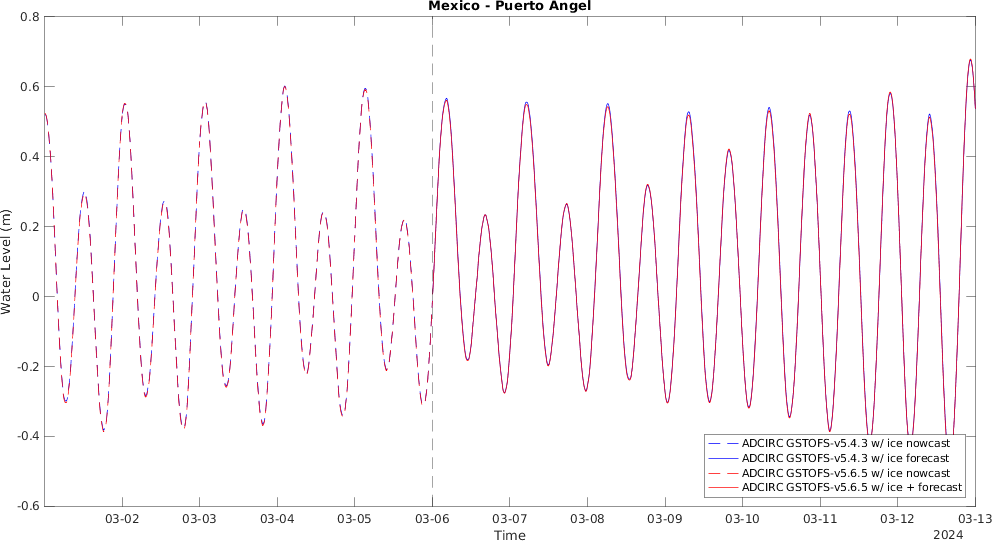 Mexico - Puerto Angel
0.8
0.6
0.4
0.2
0
-0.2
-0.4
-0.6
Water Level (m)
ADCIRC GSTOFS-v5.4.3 w/ ice nowcast
ADCIRC GSTOFS-v5.4.3 w/ ice forecast
ADCIRC GSTOFS-v5.6.5 w/ ice nowcast
ADCIRC GSTOFS-v5.6.5 w/ ice + forecast
03-02 03-03 03-04 03-05 03-06 03-07 03-08 03-09 03-10 03-11 03-12 03-13
Time
2024